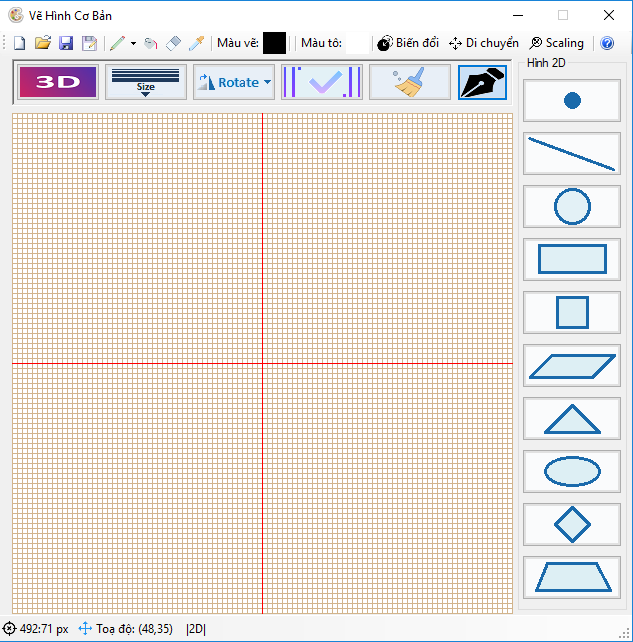 Vẽ Hình Cơ Bản
Màu vẽ: Màu tô: Biến đổi Di chuyển Scaling
3D Size Rotate
Hình 2D
492:71 px Toạ độ: (48,35) |2D|